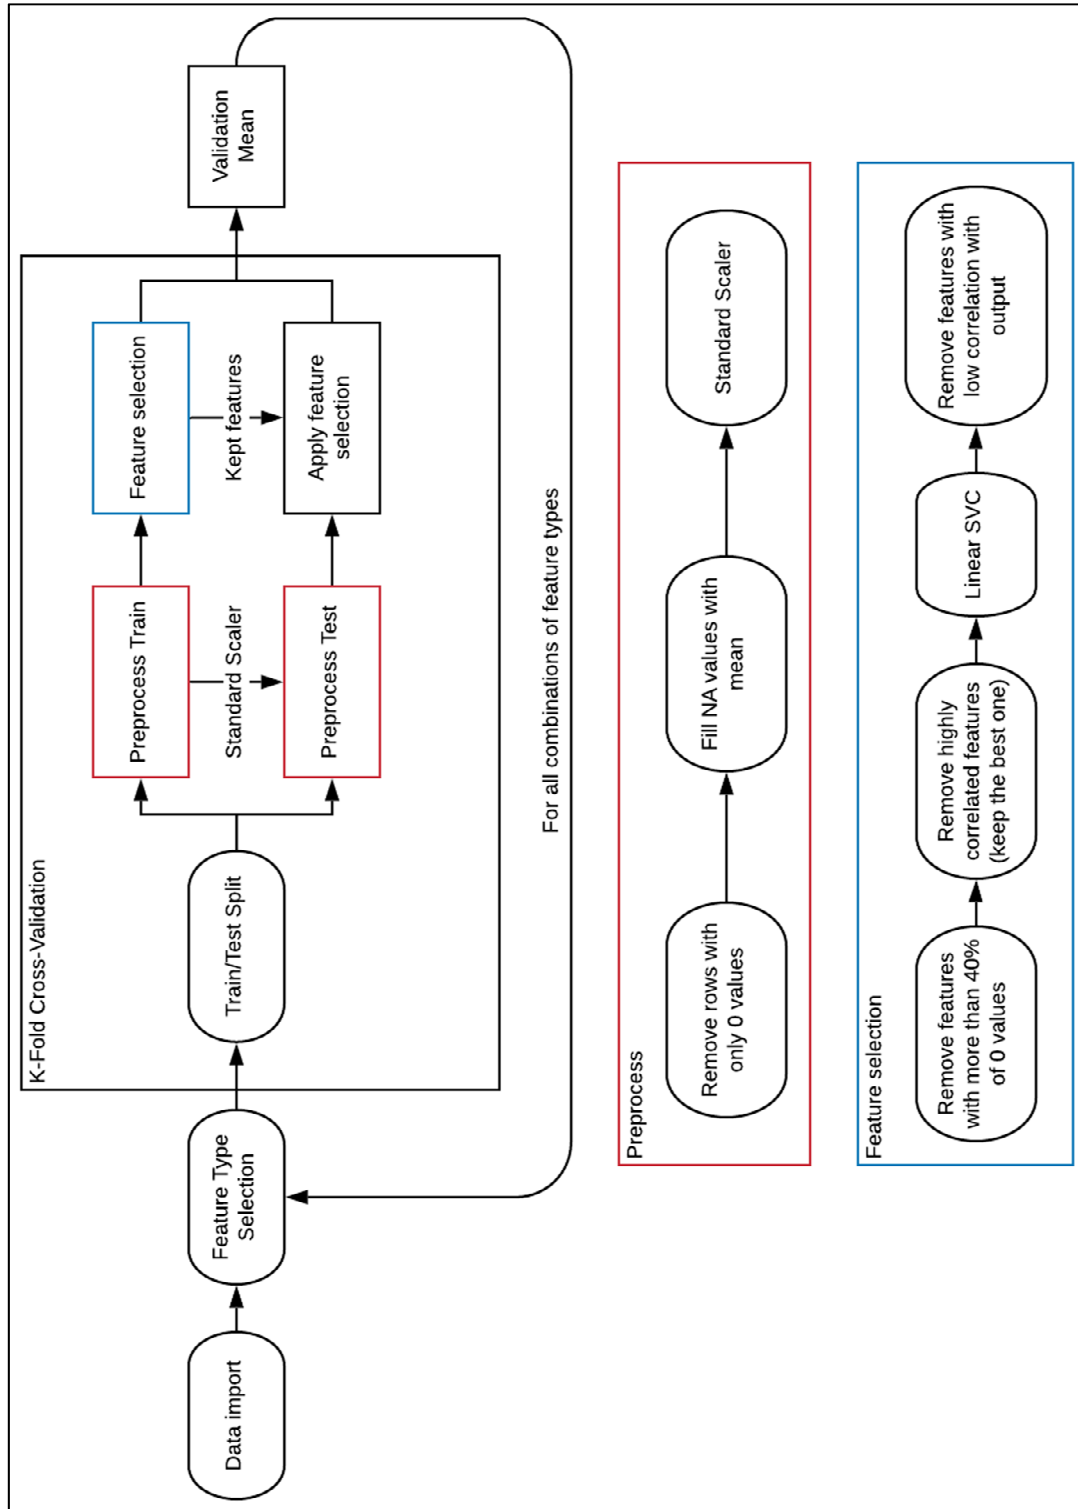 Data import
Feature Type
Selection
K-Fold Cross-Validation
Train/Test Split
Preprocess Train
Standard Scaler
Preprocess Test
Feature selection
Kept features
Apply feature
selection
Validation
Mean
For all combinations of feature types
Preprocess
Remove rows with
only 0 values
Fill NA values with
mean
Standard Scaler
Feature selection
Remove features
with more than 40%
of 0 values
Remove highly
correlated features
(keep the best one)
Linear SVC
Remove features with
low correlation with
output